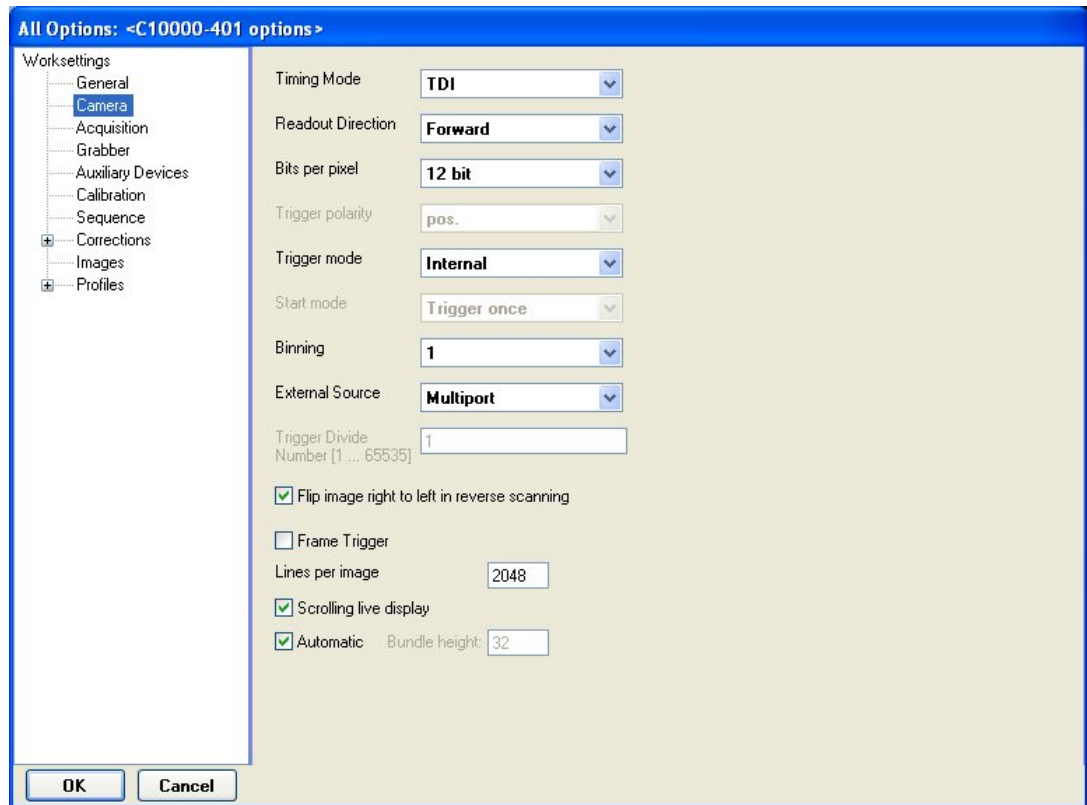 All Options: <C10000-401 options>
Worksettings
General
Camera
Acquisition
Grabber
Auxiliary Devices
Calibration
Sequence
Corrections
Images
Profiles
Timing Mode TDI
Readout Direction Forward
Bits per pixel 12 bit
Trigger polarity pos.
Trigger mode Internal
Start mode Trigger once
Binning 1
External Source Multiport
Trigger Divide
Number [1 ... 65535] 1
Flip image right to left in reverse scanning
Frame Trigger
Lines per image 2048
Scrolling live display
Automatic Bundle height: 32
OK Cancel